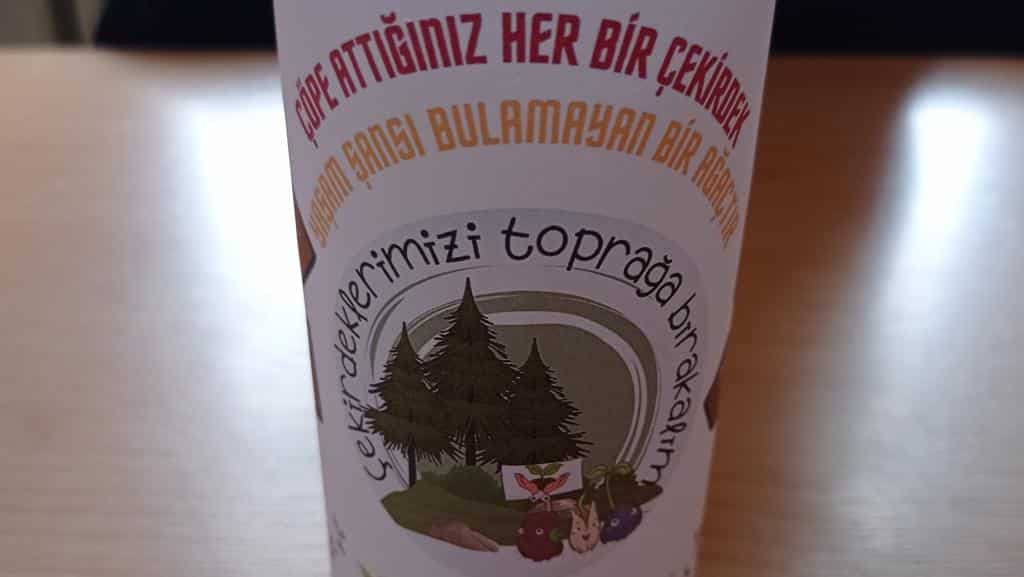 ÇÖPE ATTIĞINIZ HER BİR ÇEKİRDEK
YAŞAM ŞANSI BULAMAYAN BİR AĞAÇTIR
çekirdeklerimizi toprağa bırakalım